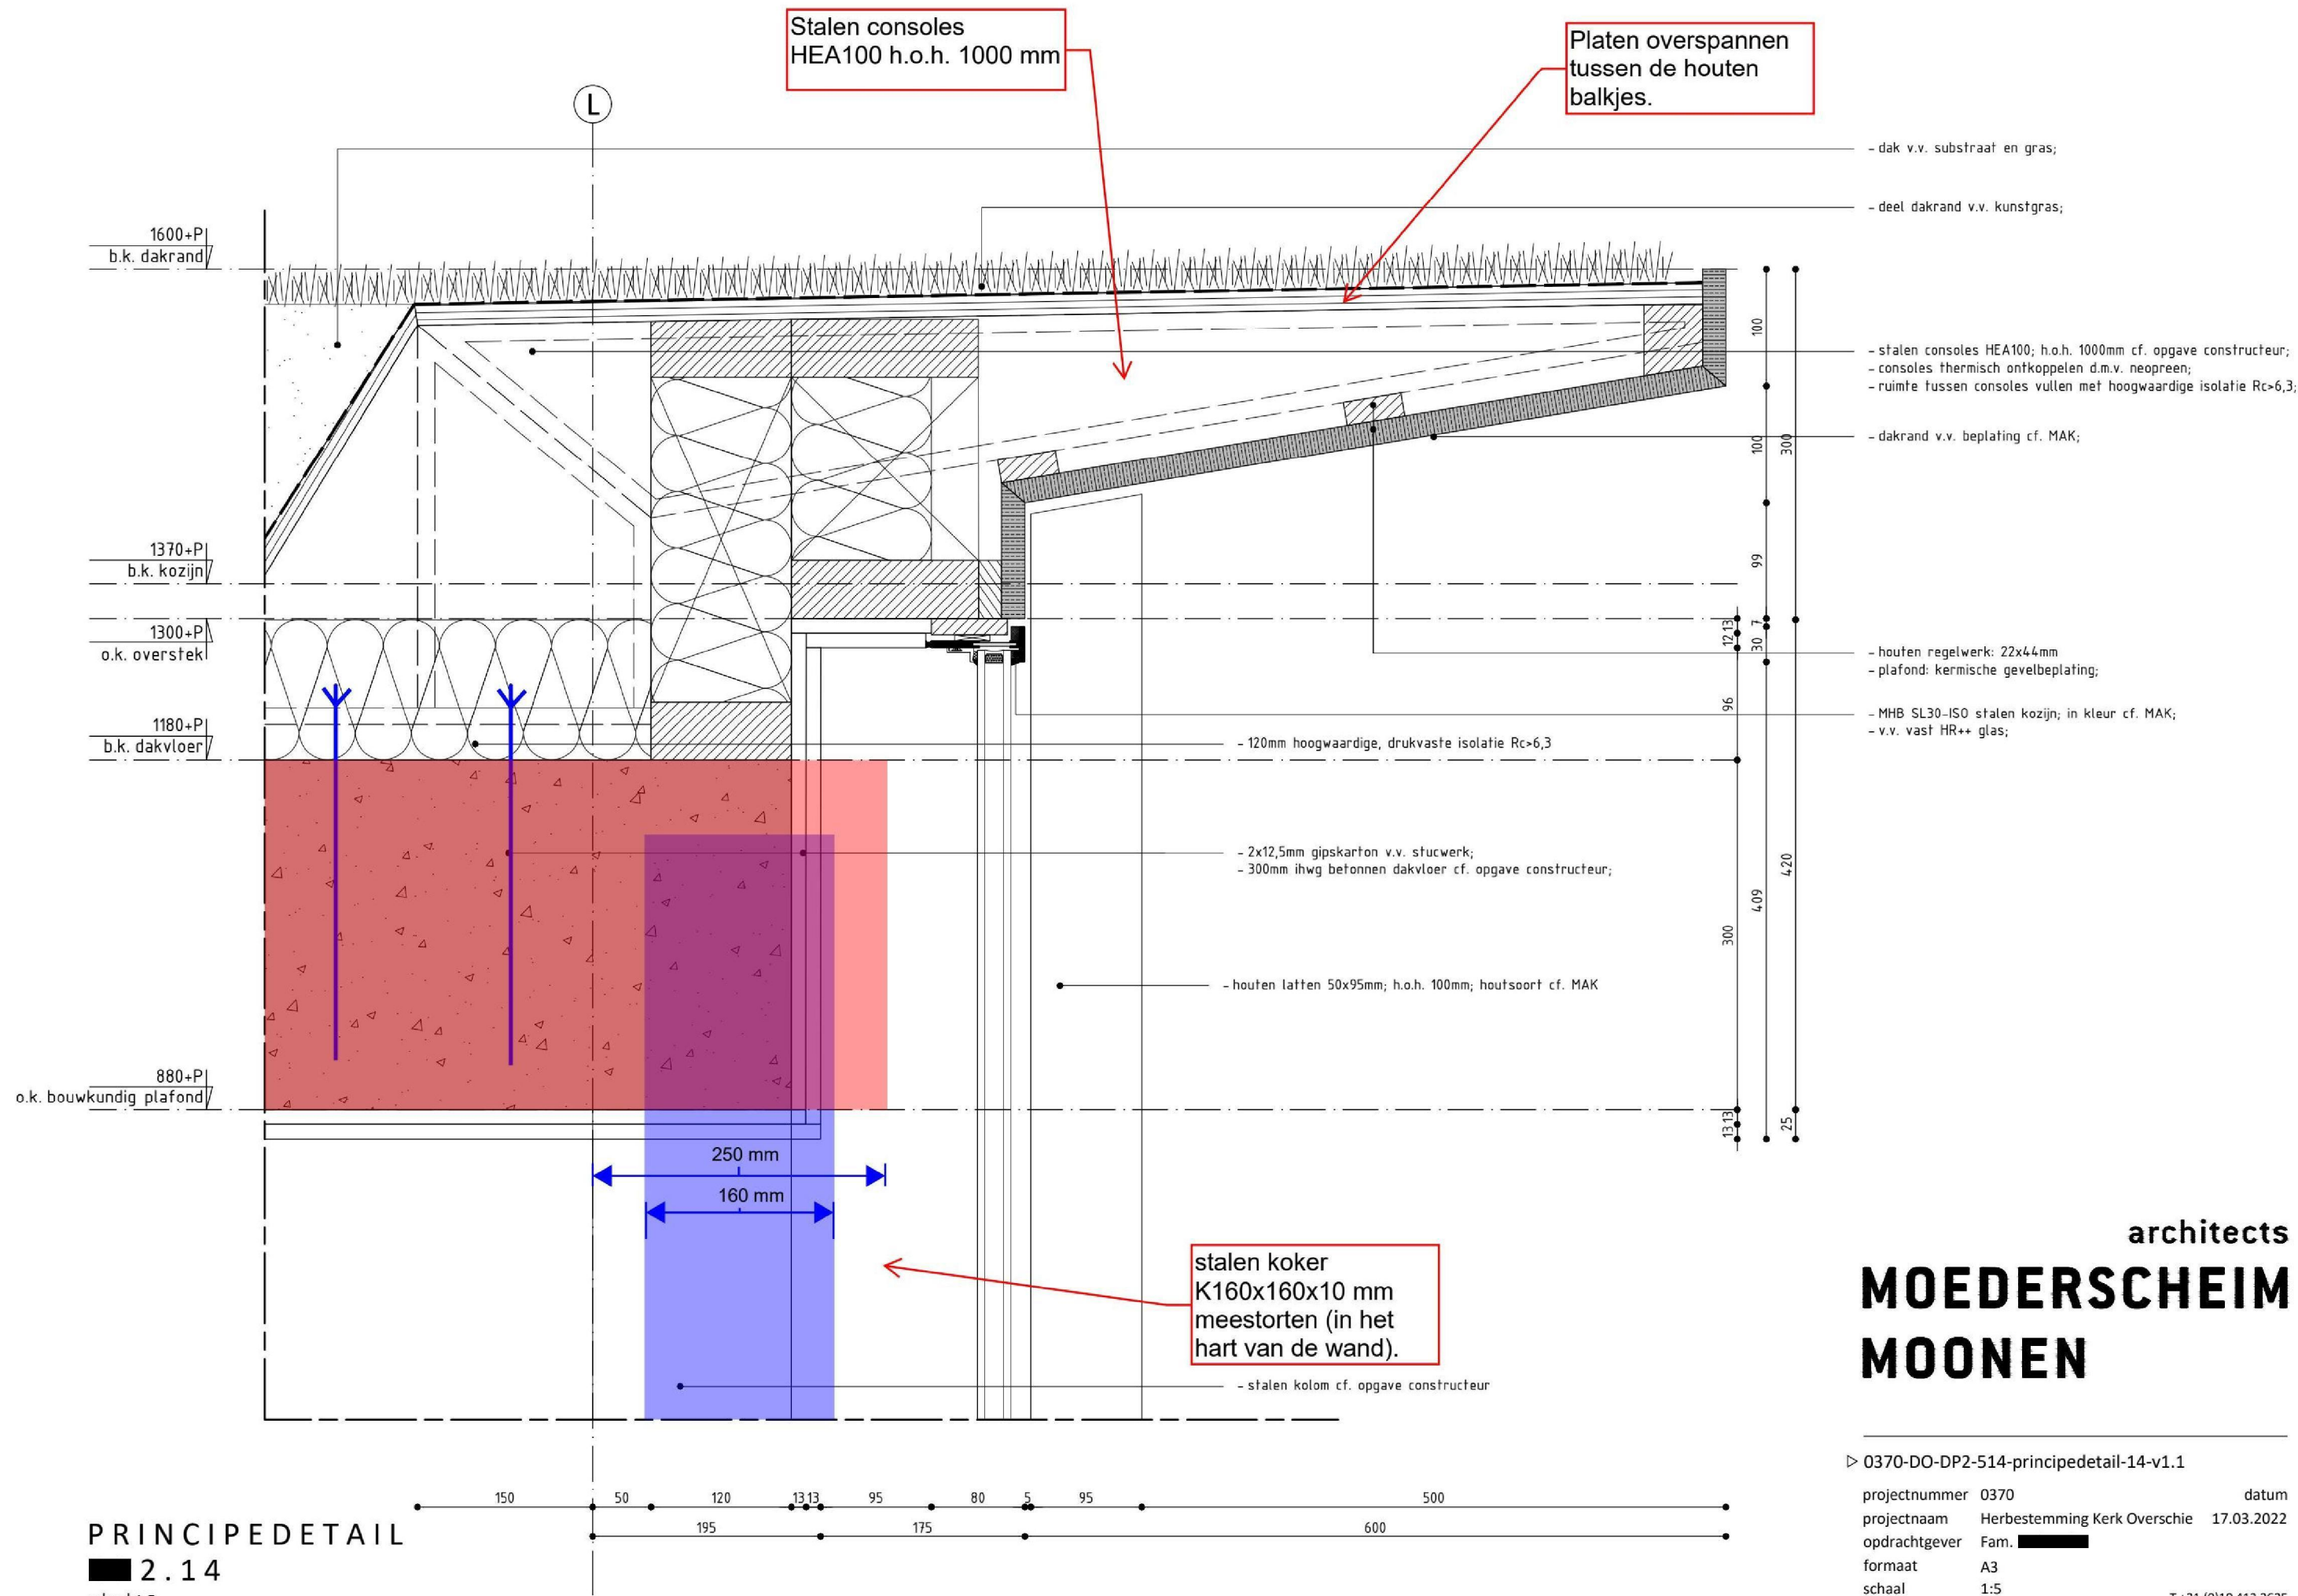 Stalen consoles
HEA100 h.o.h. 1000 mm
Platen overspannen
tussen de houten
balkjes.
L
- dak v.v. substraat en gras;
- deel dakrand v.v. kunstgras;
1600+P
b.k. dakrand
100
- stalen consoles HEA100; h.o.h. 1000mm cf. opgave constructeur;
- consoles thermisch ontkoppelen d.m.v. neopreen;
- ruimte tussen consoles vullen met hoogwaardige isolatie Rc>6,3;
100
300
- dakrand v.v. beplating cf. MAK;
1370+P
b.k. kozijn
99
1300+P
o.k. overstek
12 13
7
30
- houten regelwerk: 22x44mm
- plafond: kermische gevelbeplating;
96
- MHB SL30-ISO stalen kozijn; in kleur cf. MAK;
- v.v. vast HR++ glas;
1180+P
b.k. dakvloer
- 120mm hoogwaardige, drukvaste isolatie Rc>6,3
- 2x12,5mm gipskarton v.v. stucwerk;
- 300mm ihwg betonnen dakvloer cf. opgave constructeur;
300
409
420
- houten latten 50x95mm; h.o.h. 100mm; houtsoort cf. MAK
880+P
o.k. bouwkundig plafond
13 13
25
250 mm
160 mm
stalen koker
K160x160x10 mm
meestorten (in het
hart van de wand).
- stalen kolom cf. opgave constructeur
architects
MOEDERSCHEIM
MOONEN
0370-DO-DP2-514-principedetail-14-v1.1
projectnummer 0370 datum
projectnaam Herbestemming Kerk Overschie 17.03.2022
opdrachtgever Fam.
formaat A3
schaal 1:5
150 50 120 13 13 95 80 5 95 500
195 175 600
PRINCIPEDETAIL
2.14